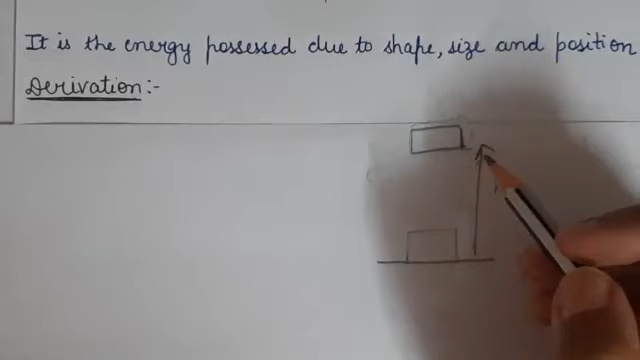 It is the energy possessed due to shape, size and position
Derivation:-